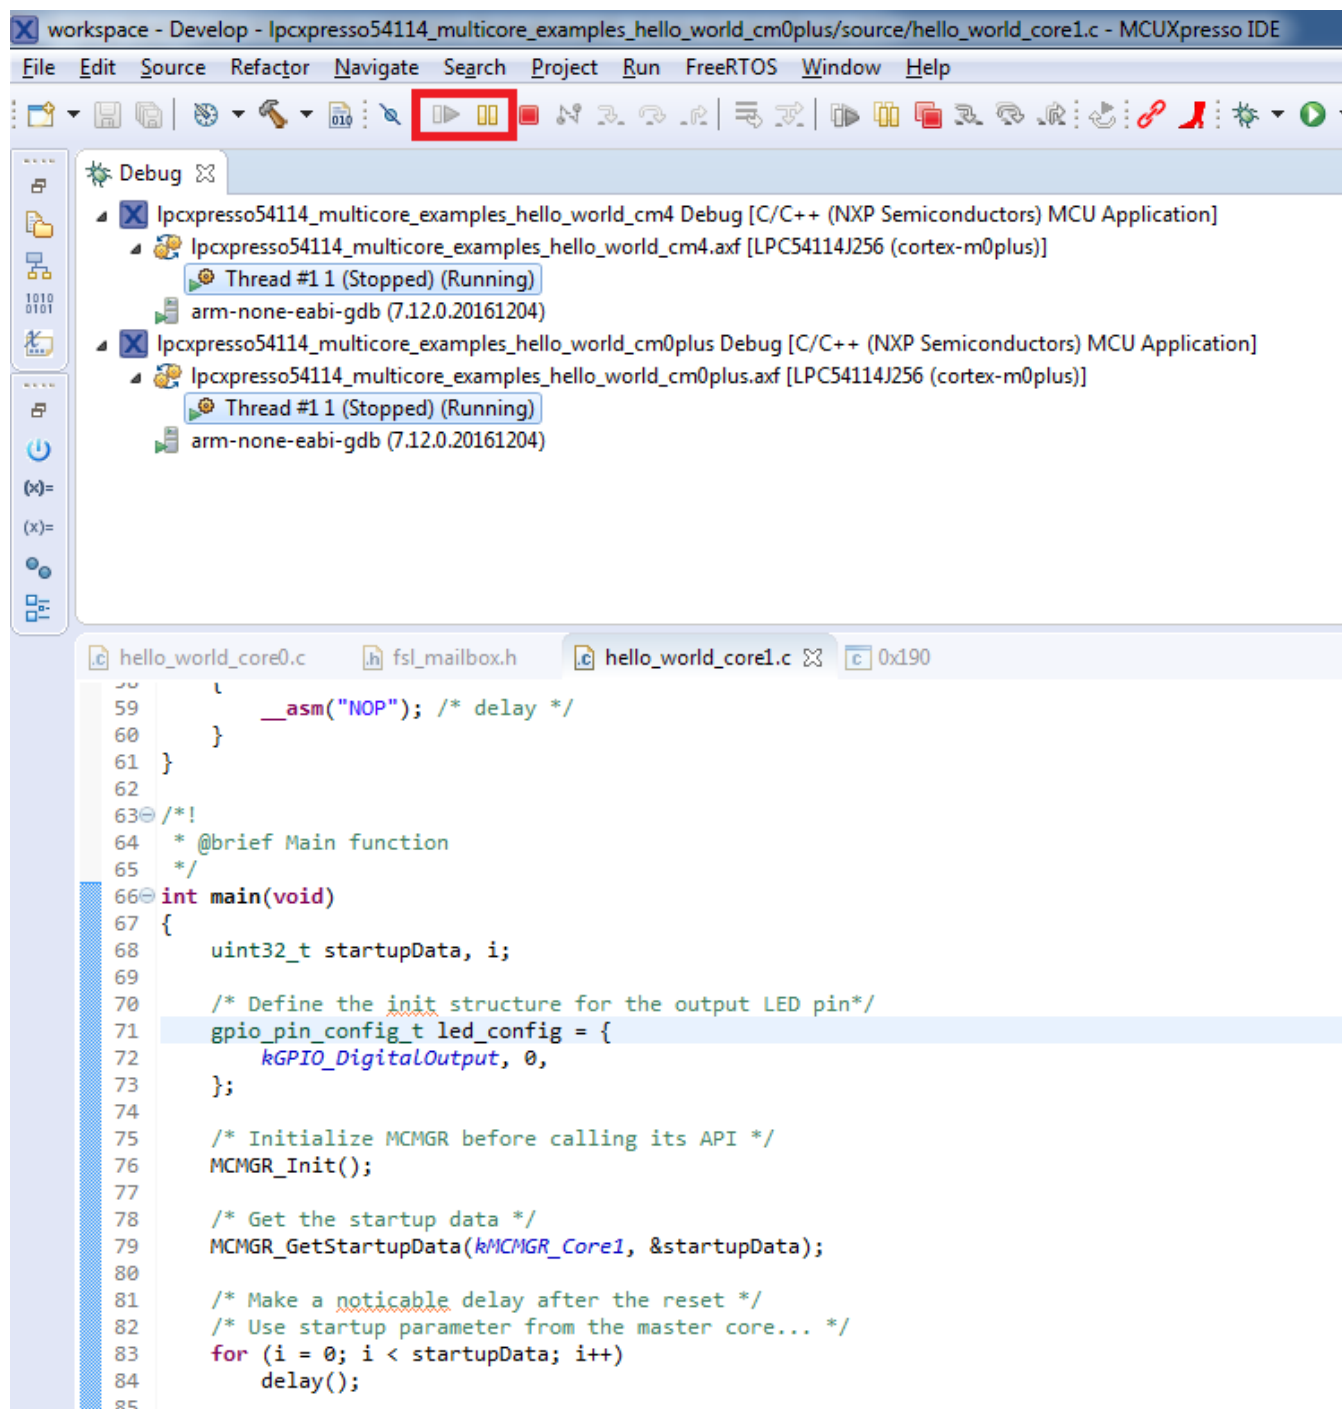 workspace - Develop - lpcxpresso54114_multicore_examples_hello_world_cm0plus/source/hello_world_core1.c - MCUXpresso IDE
File Edit Source Refactor Navigate Search Project Run FreeRTOS Window Help
010
Debug
lpcxpresso54114_multicore_examples_hello_world_cm4 Debug [C/C++ (NXP Semiconductors) MCU Application]
lpcxpresso54114_multicore_examples_hello_world_cm4.axf [LPC54114J256 (cortex-m0plus)]
Thread #1 1 (Stopped) (Running)
1010
0101
arm-none-eabi-gdb (7.12.0.20161204)
lpcxpresso54114_multicore_examples_hello_world_cm0plus Debug [C/C++ (NXP Semiconductors) MCU Application]
lpcxpresso54114_multicore_examples_hello_world_cm0plus.axf [LPC54114J256 (cortex-m0plus)]
Thread #1 1 (Stopped) (Running)
arm-none-eabi-gdb (7.12.0.20161204)
(x)=
(x)=
.c hello_world_core0.c .h fsl_mailbox.h .c hello_world_core1.c c 0x190
58 {
59 __asm("NOP"); /* delay */
60 }
61 }
62
63 /*!
64 * @brief Main function
65 */
66 int main(void)
67 {
68 uint32_t startupData, i;
69
70 /* Define the init structure for the output LED pin*/
71 gpio_pin_config_t led_config = {
72 kGPIO_DigitalOutput, 0,
73 };
74
75 /* Initialize MCMGR before calling its API */
76 MCMGR_Init();
77
78 /* Get the startup data */
79 MCMGR_GetStartupData(kMCMGR_Core1, &startupData);
80
81 /* Make a noticable delay after the reset */
82 /* Use startup parameter from the master core... */
83 for (i = 0; i < startupData; i++)
84 delay();
85